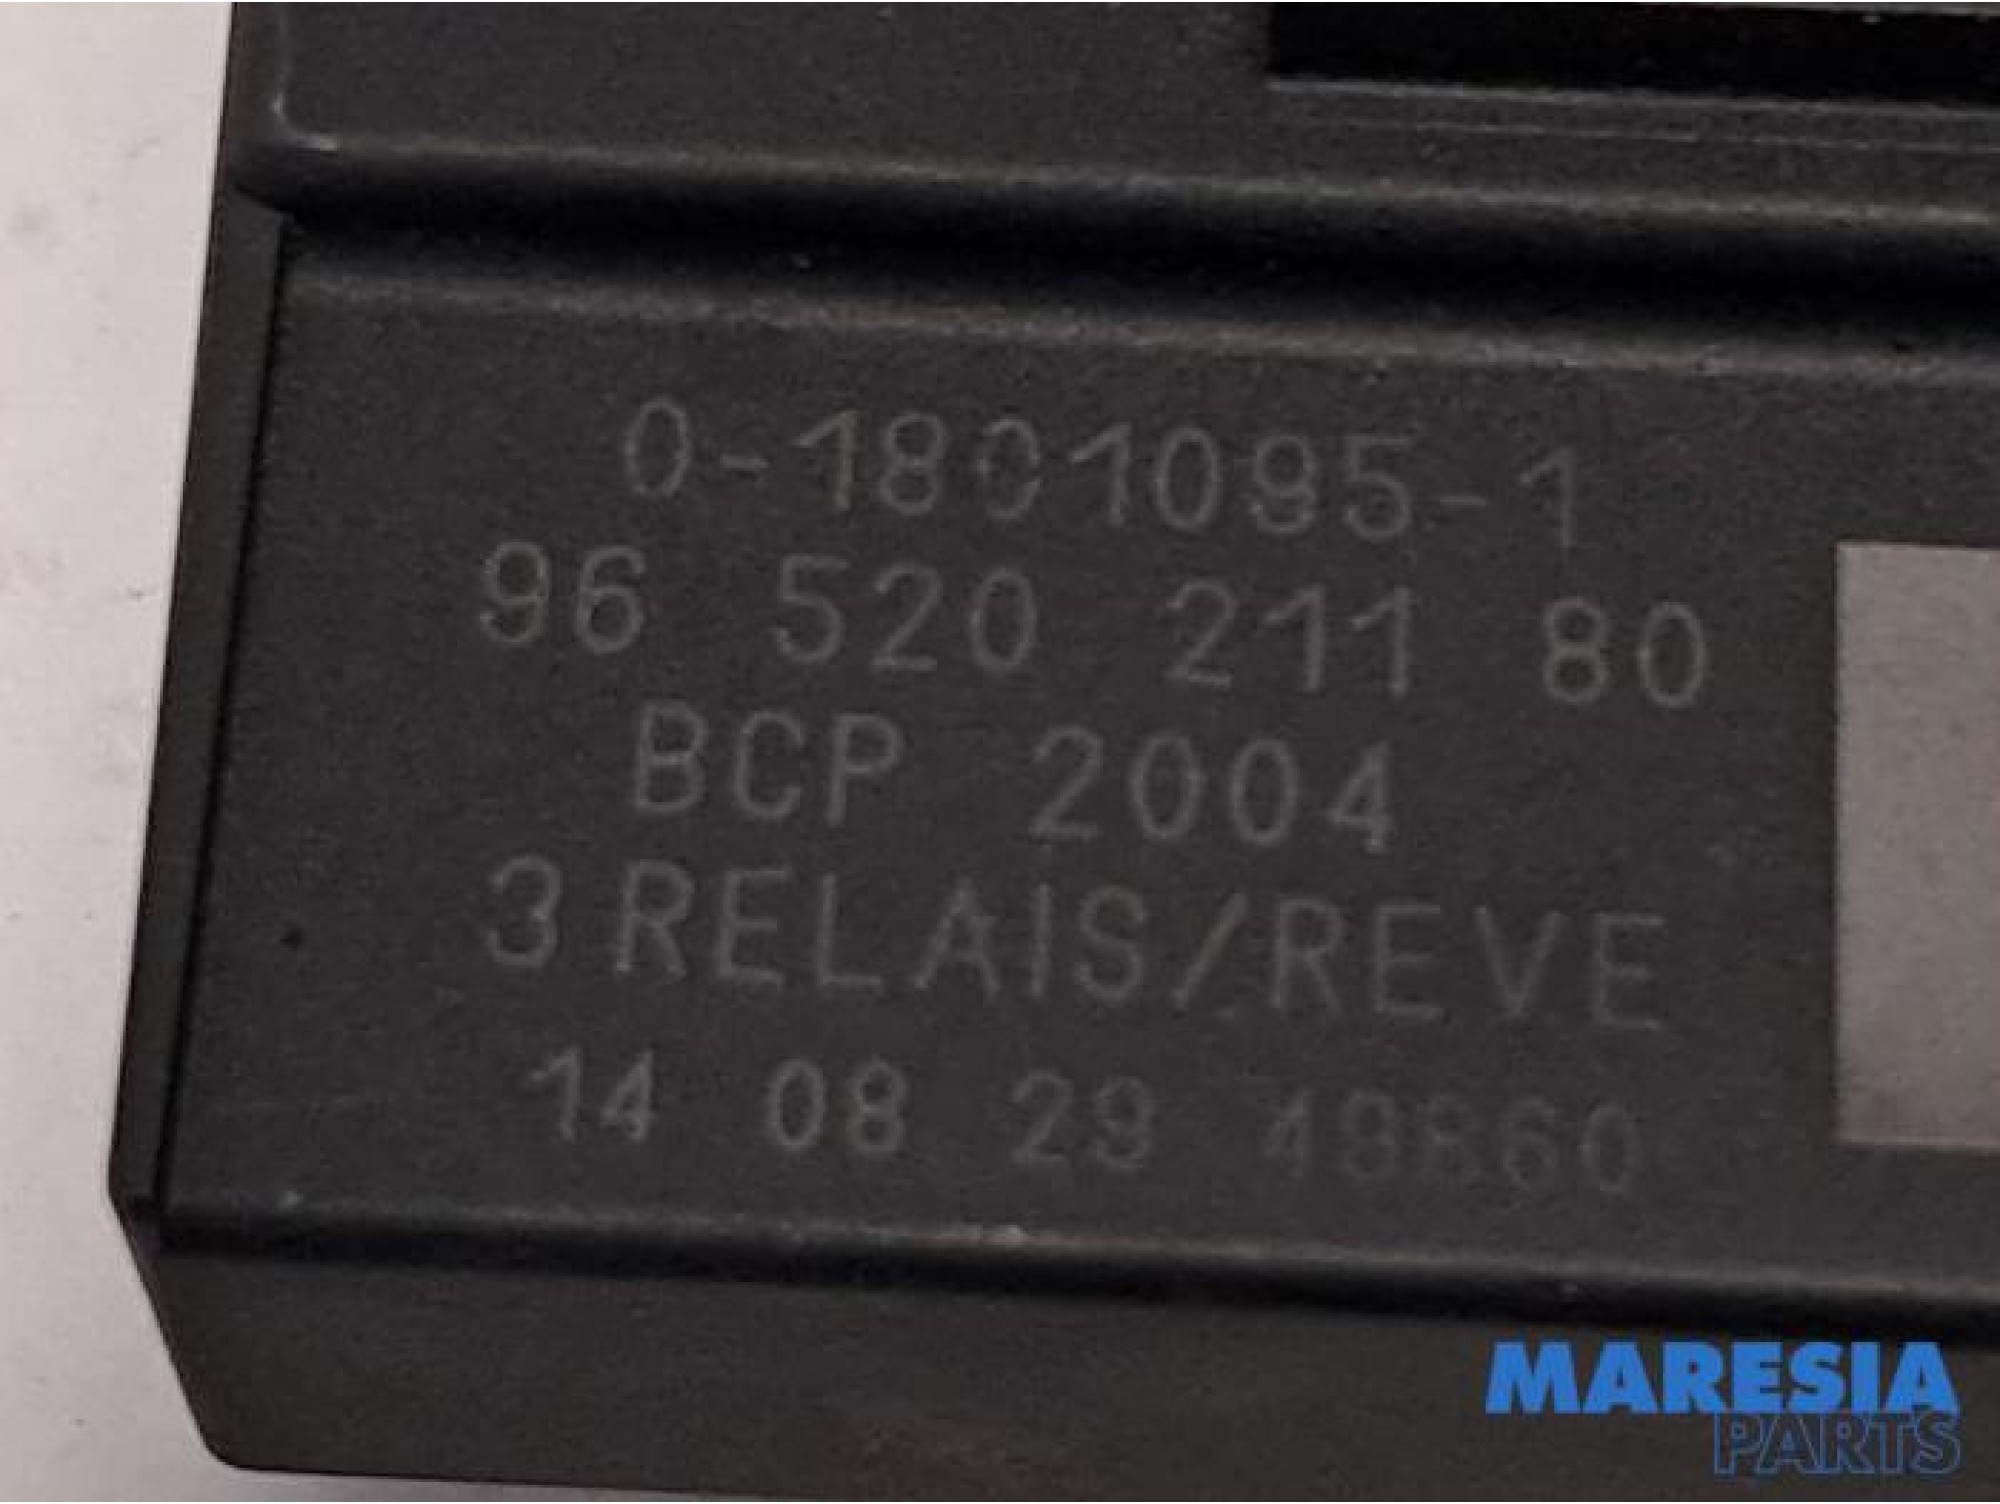 0-1801095-1
96 520 211 80
BCP 2004
3 RELAIS/REVE
14 08 29
MARESIA
PARTS